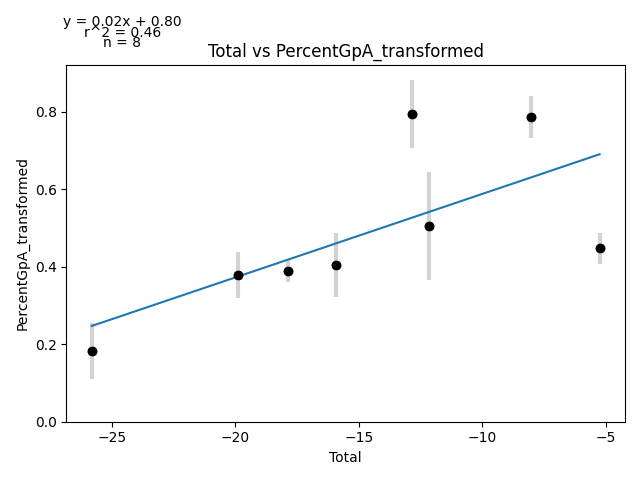 y = 0.02x + 0.80
r^2 = 0.46
n = 8
Total vs PercentGpA_transformed
PercentGpA_transformed
0.8
0.6
0.4
0.2
0.0
−25 −20 −15 −10 −5
Total